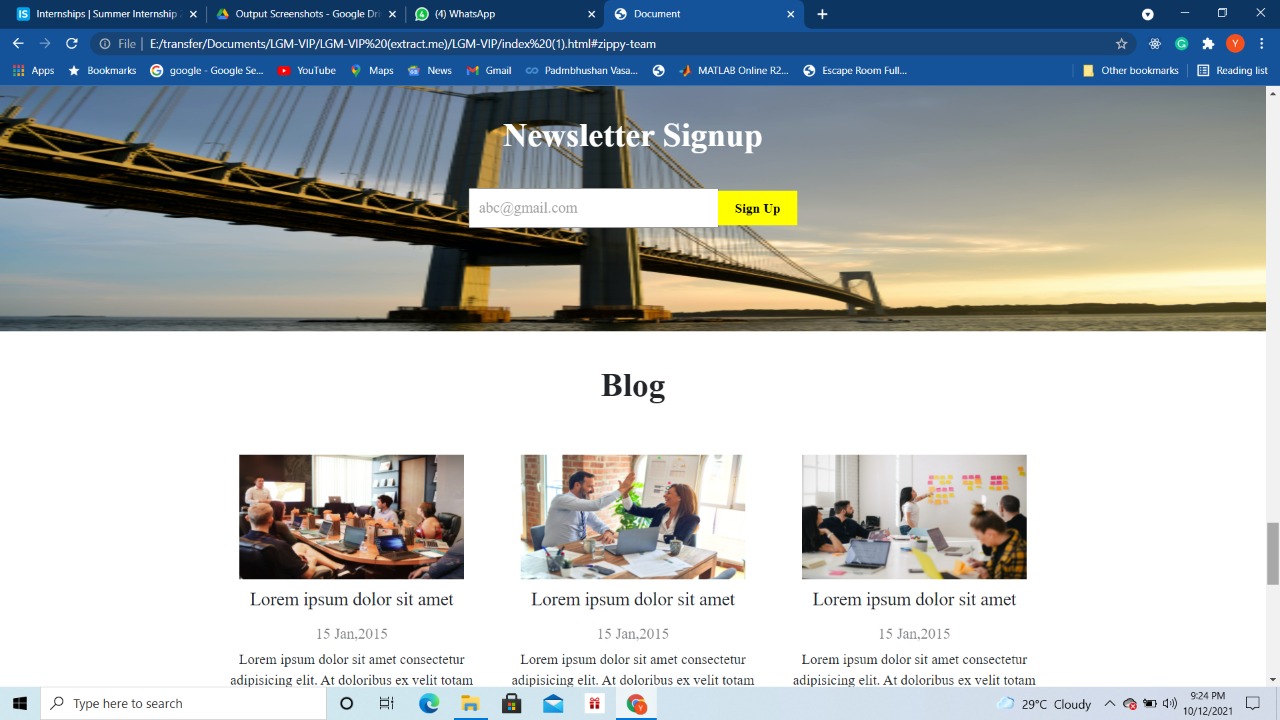 Internships | Summer Internship
Output Screenshots - Google Dri
(4) WhatsApp
Document
File | E:/transfer/Documents/LGM-VIP/LGM-VIP%20(extract.me)/LGM-VIP/index%20(1).html#zippy-team
Y
Apps Bookmarks google - Google Se... YouTube Maps News Gmail Padmbhushan Vasa... MATLAB Online R2... Escape Room Full... Other bookmarks Reading list
Newsletter Signup
abc@gmail.com Sign Up
Blog
Lorem ipsum dolor sit amet
15 Jan,2015
Lorem ipsum dolor sit amet consectetur
adipisicing elit. At doloribus ex velit totam
Lorem ipsum dolor sit amet
15 Jan,2015
Lorem ipsum dolor sit amet consectetur
adipisicing elit. At doloribus ex velit totam
Lorem ipsum dolor sit amet
15 Jan,2015
Lorem ipsum dolor sit amet consectetur
adipisicing elit. At doloribus ex velit totam
Type here to search
29°C Cloudy
9:24 PM
10/12/2021